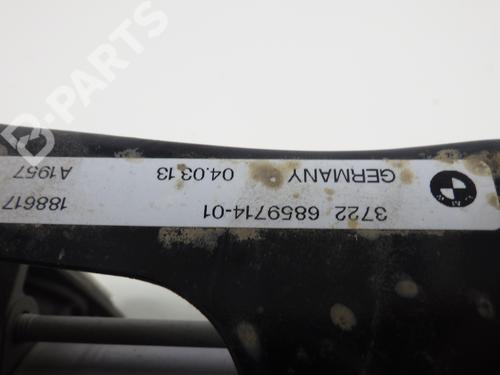 3722 6859714-01 188617
GERMANY 04.03.13 A1957
B-PARTS